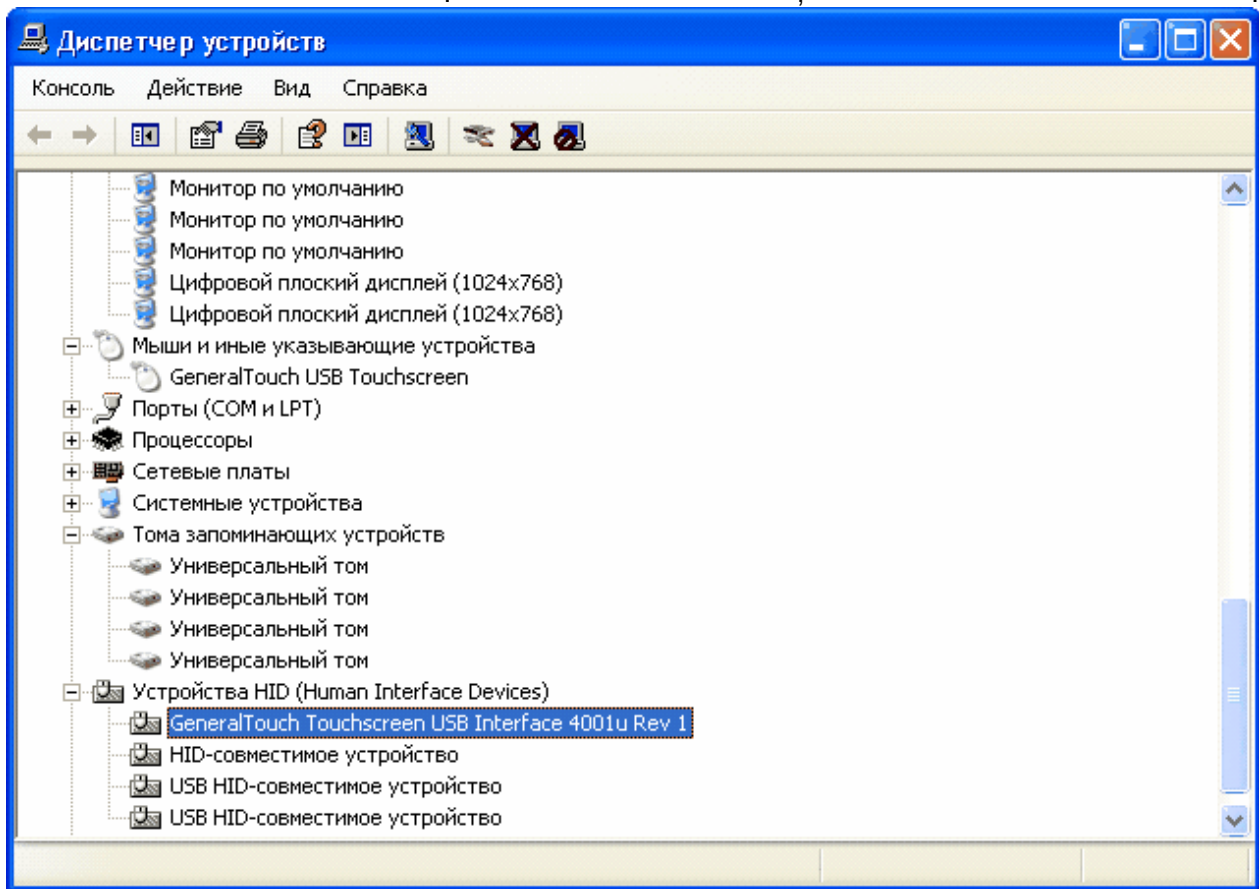 Диспетчер устройств
Консоль Действие Вид Справка
Монитор по умолчанию
Монитор по умолчанию
Монитор по умолчанию
Цифровой плоский дисплей (1024x768)
Цифровой плоский дисплей (1024x768)
Мыши и иные указывающие устройства
GeneralTouch USB Touchscreen
Порты (COM и LPT)
Процессоры
Сетевые платы
Системные устройства
Тома запоминающих устройств
Универсальный том
Универсальный том
Универсальный том
Универсальный том
Устройства HID (Human Interface Devices)
GeneralTouch Touchscreen USB Interface 4001u Rev 1
HID-совместимое устройство
USB HID-совместимое устройство
USB HID-совместимое устройство